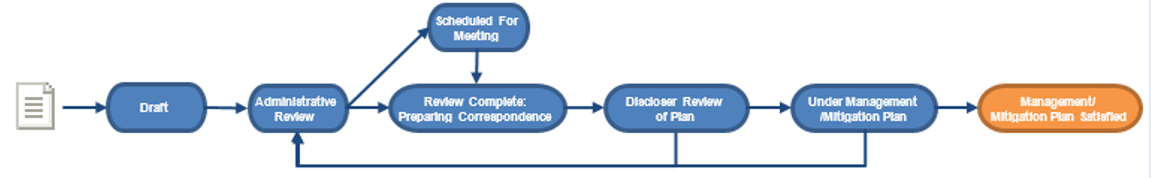 Scheduled For
Meeting
Draft
Administrative
Review
Review Complete:
Preparing Correspondence
Discloser Review
of Plan
Under Management
/Mitigation Plan
Management/
Mitigation Plan Satisfied